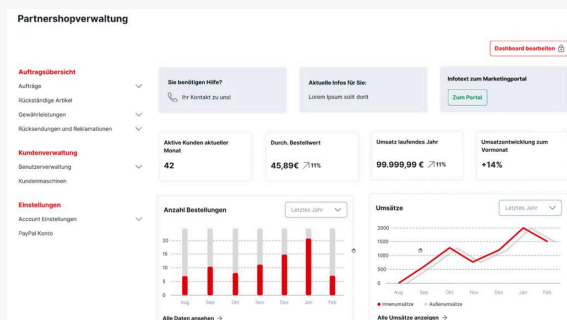 Partnershopverwaltung
Dashboard bearbeiten
Auftragsübersicht
Aufträge
Rückständige Artikel
Gewährleistungen
Rücksendungen und Reklamationen
Kundenverwaltung
Benutzerverwaltung
Kundenmaschinen
Einstellungen
Account Einstellungen
PayPal Konto
Sie benötigen Hilfe?
Ihr Kontakt zu uns!
Aktuelle Infos für Sie:
Lorem Ipsum solit dorit
Infotext zum Marketingportal
Zum Portal
Aktive Kunden aktueller
Monat
42
Durch. Bestellwert
45,89€ 11%
Umsatz laufendes Jahr
99.999,99 € 11%
Umsatzentwicklung zum
Vormonat
+14%
Anzahl Bestellungen
Letztes Jahr
20
15
10
5
0
Aug Sep Okt Nov Dez Jan Feb
Alle Daten ansehen →
Umsätze
Letztes Jahr
2000
1500
1000
500
0
Aug Sep Okt Nov Dez Jan Feb
Innenumsätze Außenumsätze
Alle Umsätze anzeigen →